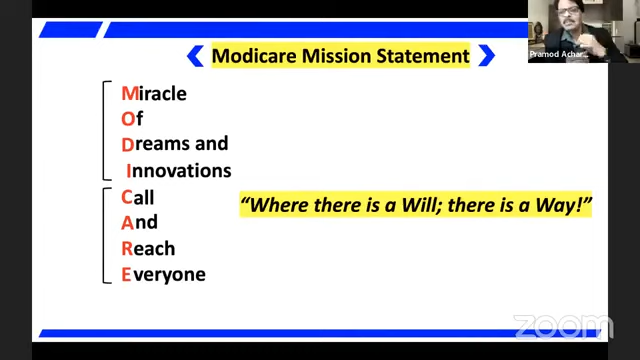 Modicare Mission Statement
Pramod Achar...
Miracle
Of
Dreams and
Innovations
Call
And
Reach
Everyone
“Where there is a Will; there is a Way!”
zoom